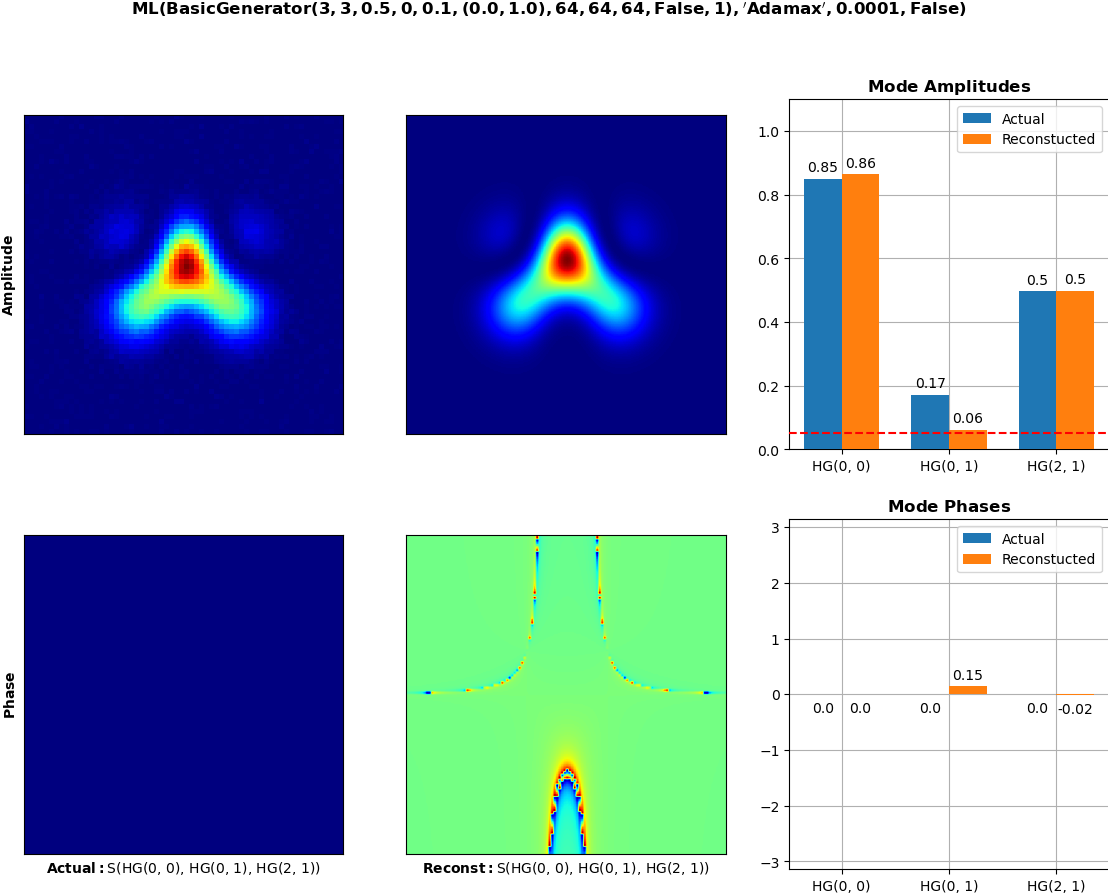 ML(BasicGenerator(3, 3, 0.5, 0, 0.1, (0.0, 1.0), 64, 64, 64, False, 1), ′Adamax′, 0.0001, False)
Mode Amplitudes
Amplitude
1.0
0.8
0.6
0.4
0.2
0.0
Actual
Reconstucted
0.85
0.86
0.17
0.06
0.5
0.5
HG(0, 0)
HG(0, 1)
HG(2, 1)
Mode Phases
Phase
3
2
1
0
−1
−2
−3
Actual
Reconstucted
0.0
0.0
0.0
0.15
0.0
-0.02
HG(0, 0)
HG(0, 1)
HG(2, 1)
Actual: S(HG(0, 0), HG(0, 1), HG(2, 1))
Reconst: S(HG(0, 0), HG(0, 1), HG(2, 1))